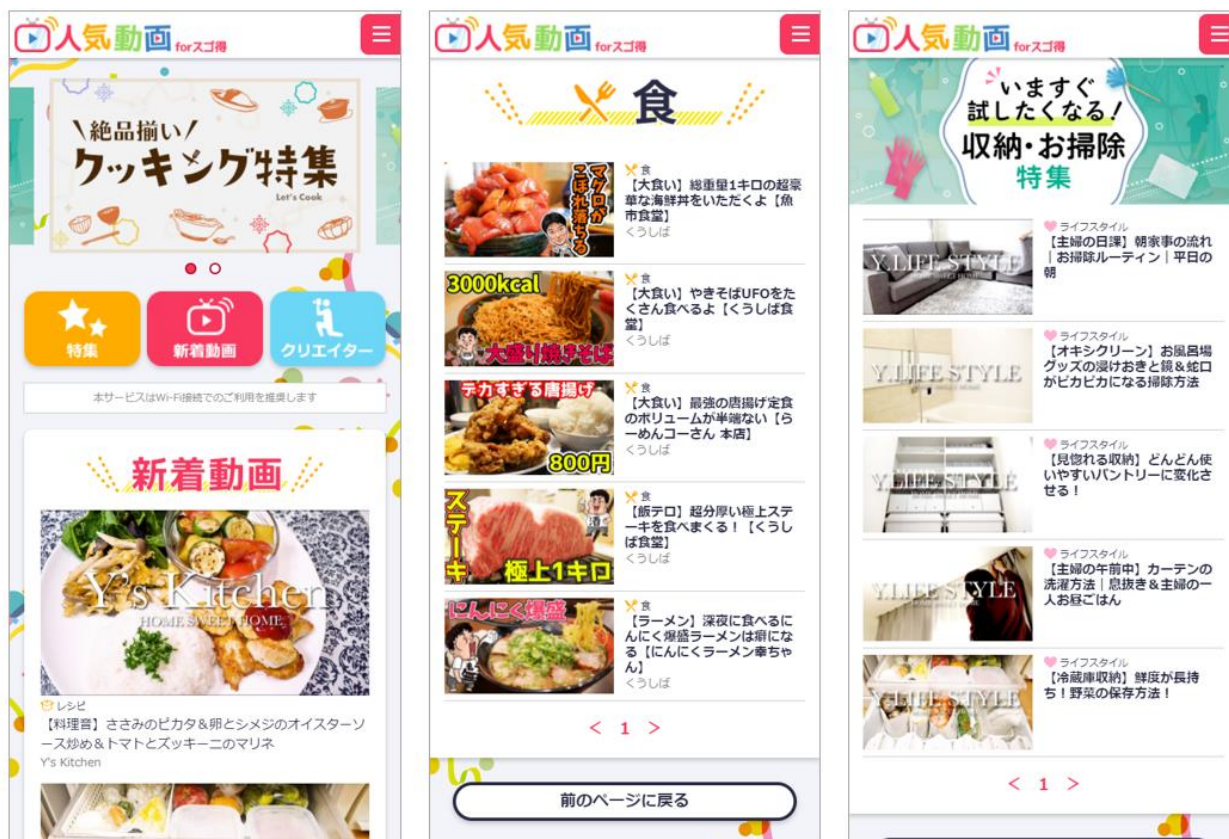 人気動画 forスゴ得
\絶品揃い/
クッキング特集
Let's Cook
特集
新着動画
クリエイター
本サービスはWi-Fi接続でのご利用を推奨します
新着動画
Y's Kitchen
HOME SWEET HOME
レシピ
【料理音】ささみのピカタ＆卵とシメジのオイスターソ
ース炒め＆トマトとズッキーニのマリネ
Y's Kitchen
人気動画 forスゴ得
食
マグロが
こぼれ落ちる
食
【大食い】総重量1キロの超豪
華な海鮮丼をいただくよ【魚
市食堂】
くうしば
3000kcal
大盛り焼きそば
食
【大食い】やきそばUFOをた
くさん食べるよ【くうしば食
堂】
くうしば
デカすぎる唐揚げ
800円
食
【大食い】最強の唐揚げ定食
のボリュームが半端ない【ら
ーめんコーさん 本店】
くうしば
ステーキ
極上1キロ
食
【飯テロ】超分厚い極上ステ
ーキを食べまくる！【くうし
ば食堂】
くうしば
にんにく爆盛
食
【ラーメン】深夜に食べるに
んにく爆盛ラーメンは癖にな
る【にんにくラーメン幸ちゃ
ん】
くうしば
< 1 >
前のページに戻る
人気動画 forスゴ得
いますぐ
試したくなる!
収納・お掃除
特集
Y.LIFE STYLE
ライフスタイル
【主婦の日課】朝家事の流れ
｜お掃除ルーティン｜平日の
朝
Y.LIFE STYLE
ライフスタイル
【オキシクリーン】お風呂場
グッズの浸けおきと鏡＆蛇口
がピカピカになる掃除方法
Y.LIFE STYLE
ライフスタイル
【見惚れる収納】どんどん使
いやすいパントリーに変化さ
せる！
Y.LIFE STYLE
ライフスタイル
【主婦の午前中】カーテンの
洗濯方法｜息抜き＆主婦の一
人お昼ごはん
Y.LIFE STYLE
ライフスタイル
【冷蔵庫収納】鮮度が長持
ち！野菜の保存方法！
< 1 >